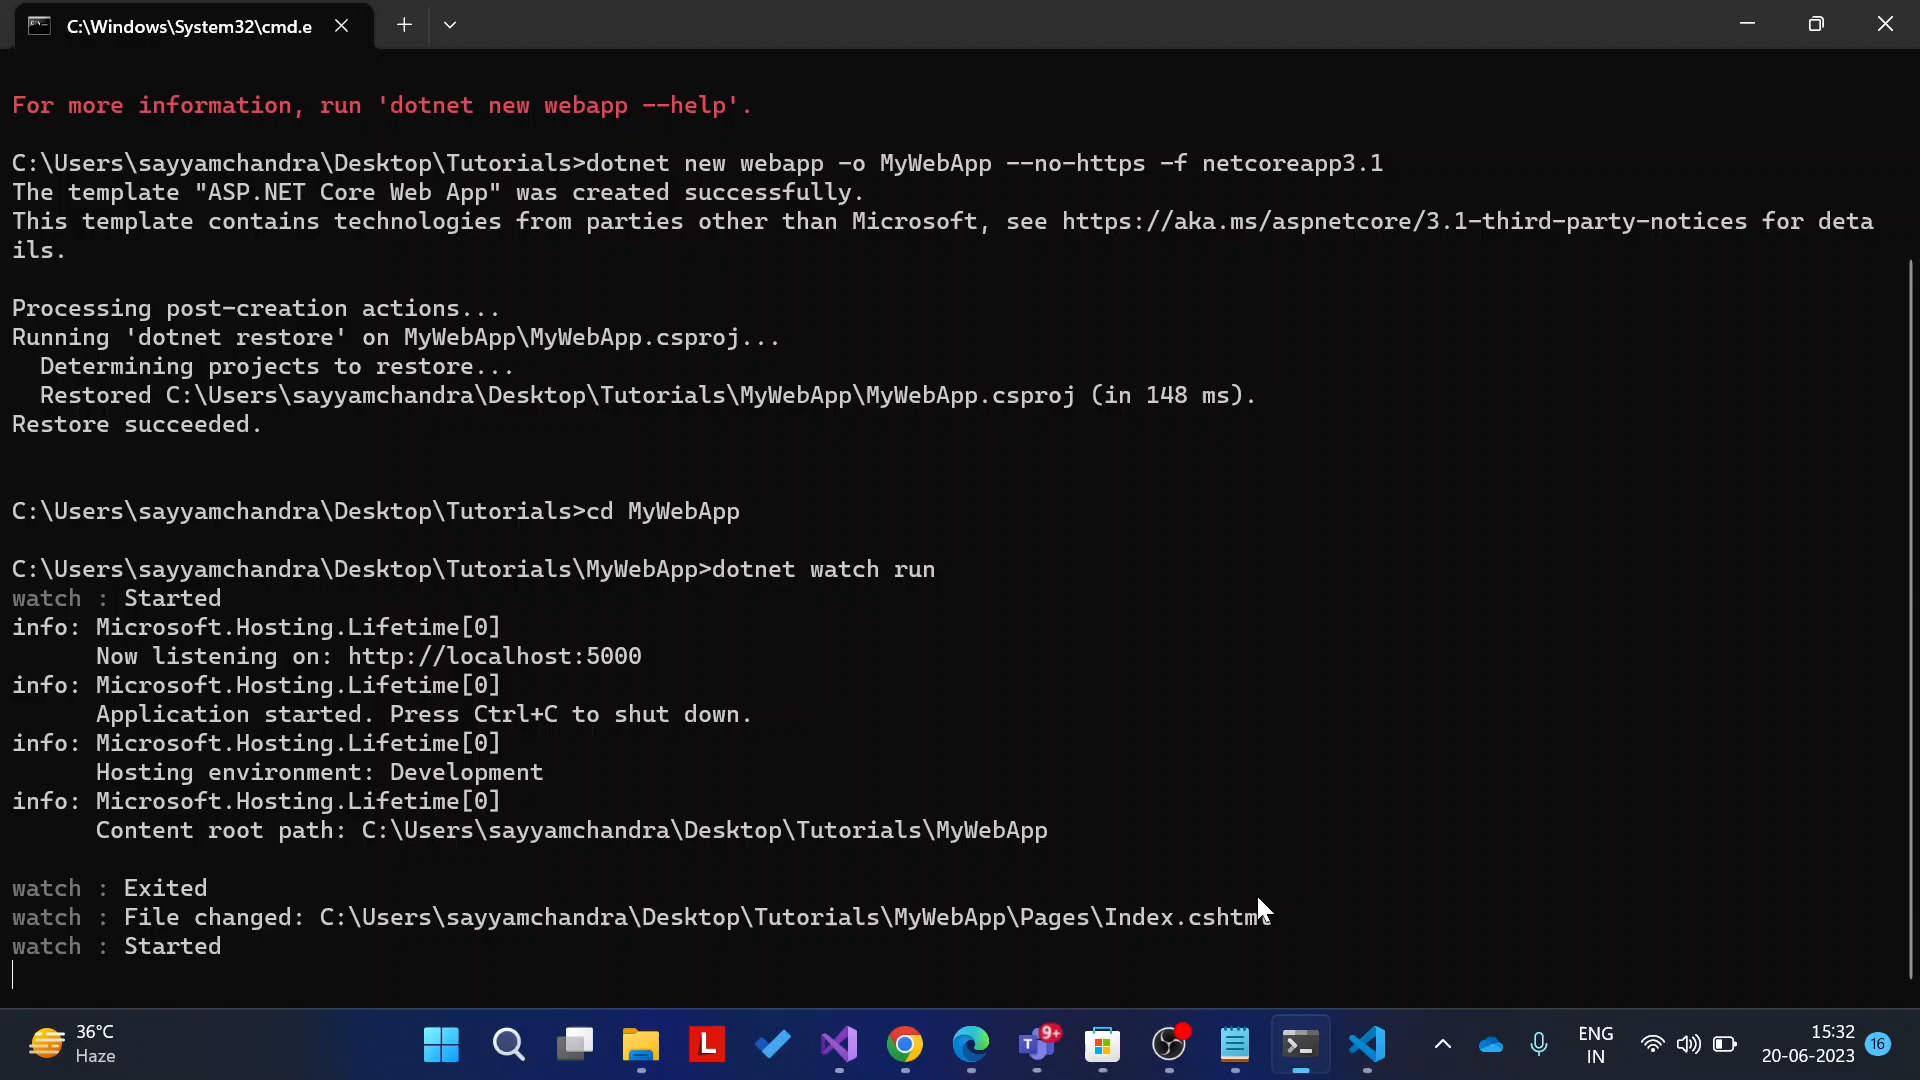 C:\Windows\System32\cmd.e
For more information, run 'dotnet new webapp --help'.
C:\Users\sayyamchandra\Desktop\Tutorials>dotnet new webapp -o MyWebApp --no-https -f netcoreapp3.1
The template "ASP.NET Core Web App" was created successfully.
This template contains technologies from parties other than Microsoft, see https://aka.ms/aspnetcore/3.1-third-party-notices for deta
ils.
Processing post-creation actions...
Running 'dotnet restore' on MyWebApp\MyWebApp.csproj...
Determining projects to restore...
Restored C:\Users\sayyamchandra\Desktop\Tutorials\MyWebApp\MyWebApp.csproj (in 148 ms).
Restore succeeded.
C:\Users\sayyamchandra\Desktop\Tutorials>cd MyWebApp
C:\Users\sayyamchandra\Desktop\Tutorials\MyWebApp>dotnet watch run
watch : Started
info: Microsoft.Hosting.Lifetime[0]
Now listening on: http://localhost:5000
info: Microsoft.Hosting.Lifetime[0]
Application started. Press Ctrl+C to shut down.
info: Microsoft.Hosting.Lifetime[0]
Hosting environment: Development
info: Microsoft.Hosting.Lifetime[0]
Content root path: C:\Users\sayyamchandra\Desktop\Tutorials\MyWebApp
watch : Exited
watch : File changed: C:\Users\sayyamchandra\Desktop\Tutorials\MyWebApp\Pages\Index.cshtml
watch : Started
36°C
Haze
L
T
9+
ENG
IN
15:32
20-06-2023
16